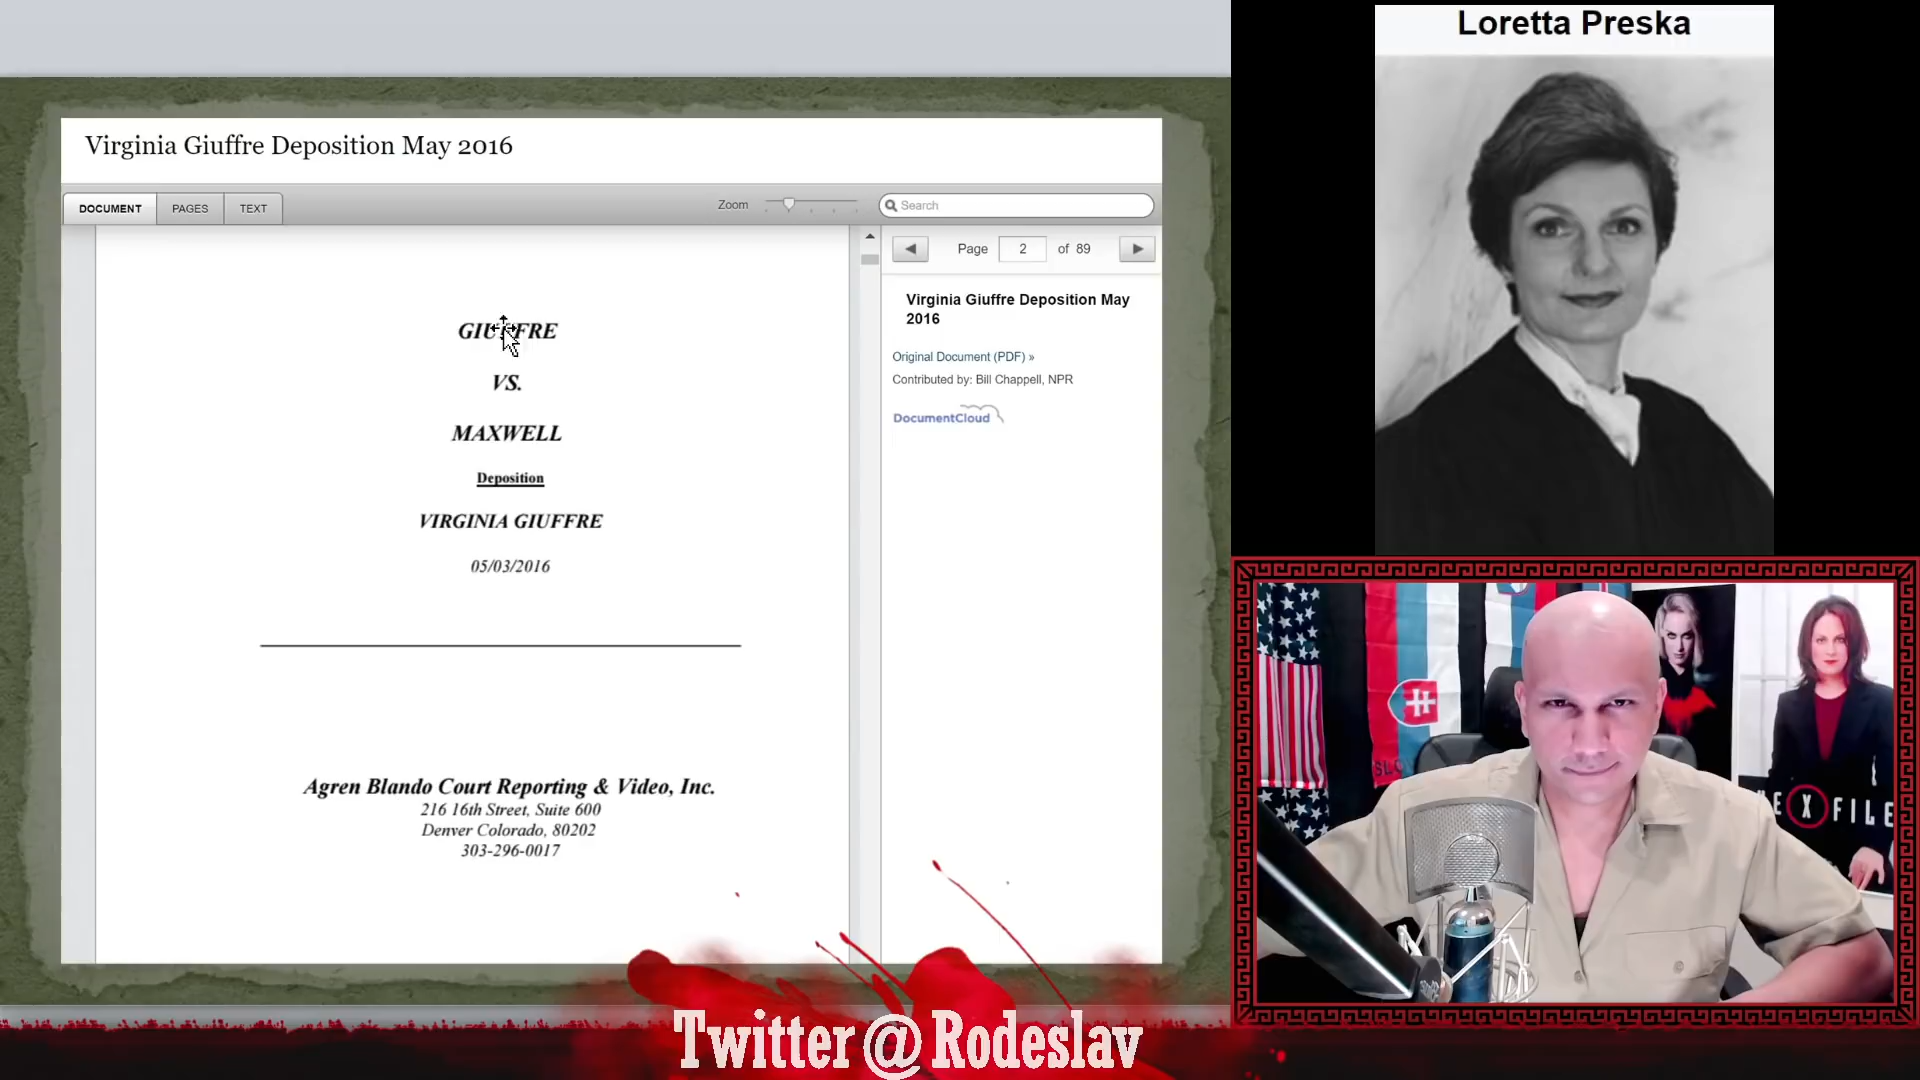 Virginia Giuffre Deposition May 2016
DOCUMENT
PAGES
TEXT
Zoom
Search
GIUFFRE
VS.
MAXWELL
Deposition
VIRGINIA GIUFFRE
05/03/2016
Agren Blando Court Reporting & Video, Inc.
216 16th Street, Suite 600
Denver Colorado, 80202
303-296-0017
Page 2 of 89
Virginia Giuffre Deposition May
2016
Original Document (PDF) »
Contributed by: Bill Chappell, NPR
DocumentCloud
Loretta Preska
SLO
E X FILE
Twitter@Rodeslav